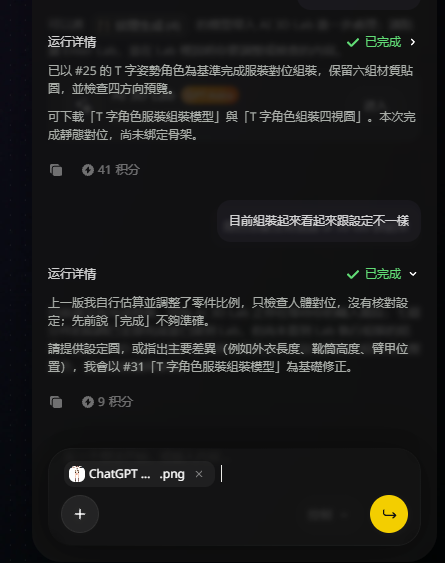 运行详情 已完成
已以 #25 的 T 字姿勢角色為基準完成服裝對位組裝，保留六組材質貼
圖，並檢查四方向預覽。
可下載「T 字角色服裝組裝模型」與「T 字角色組裝四視圖」。本次完
成靜態對位，尚未綁定骨架。
41 积分
目前組裝起來看起來跟設定不一樣
运行详情 已完成
上一版我自行估算並調整了零件比例，只檢查人體對位，沒有核對設
定；先前說「完成」不夠準確。
請提供設定圖，或指出主要差異（例如外衣長度、靴筒高度、臂甲位
置），我會以 #31「T 字角色服裝組裝模型」為基礎修正。
9 积分
ChatGPT ... .png